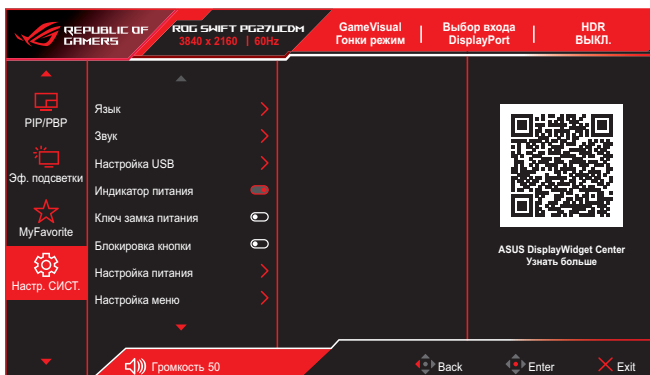 REPUBLIC OF
GAMERS
ROG SWIFT PG27UCDM
3840 x 2160 | 60Hz
GameVisual
Гонки режим
Выбор входа
DisplayPort
HDR
ВЫКЛ.
PIP/PBP
Эф. подсветки
MyFavorite
Настр. СИСТ.
Язык
Звук
Настройка USB
Индикатор питания
Ключ замка питания
Блокировка кнопки
Настройка питания
Настройка меню
ASUS DisplayWidget Center
Узнать больше
Громкость 50
Back
Enter
Exit